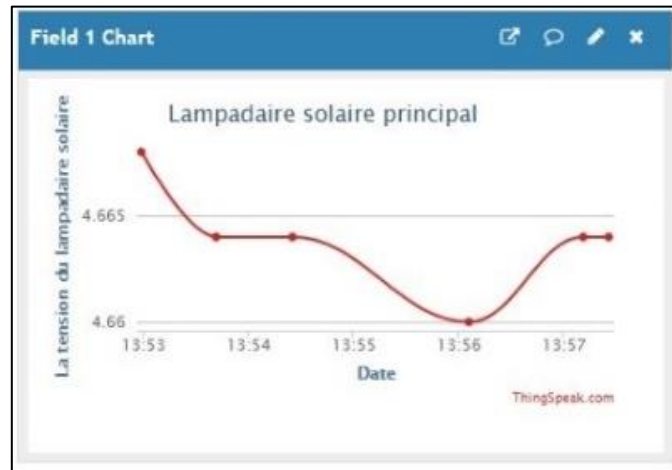 Field 1 Chart
Lampadaire solaire principal
La tension du lampadaire solaire
4.665
4.66
13:53 13:54 13:55 13:56 13:57
Date
ThingSpeak.com